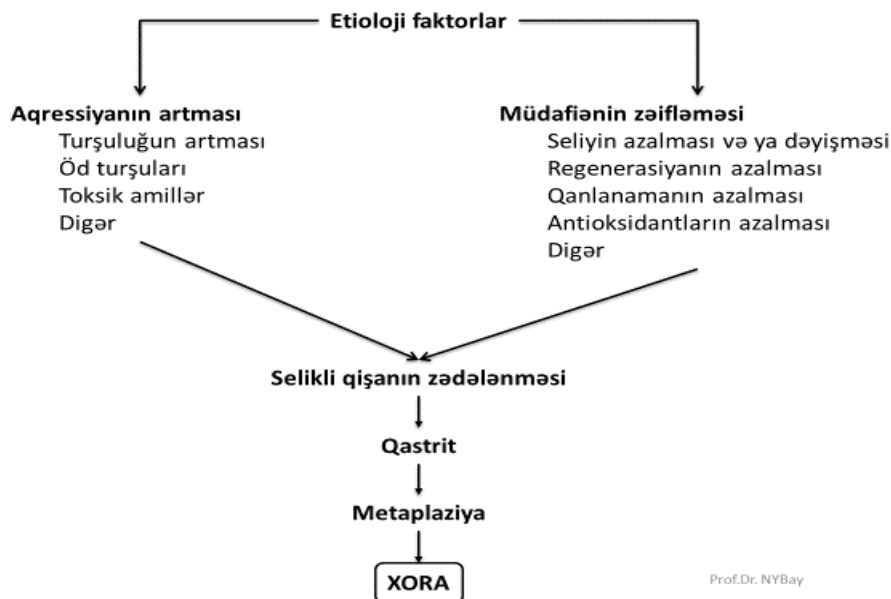 Etioloji faktorlar
Aqressiyanın artması
Turşuluğun artması
Öd turşuları
Toksik amillər
Digər
Müdafiənin zəifləməsi
Seliyin azalması və ya dəyişməsi
Regenerasiyanın azalması
Qanlanamanın azalması
Antioksidantların azalması
Digər
Selikli qişanın zədələnməsi
Qastrit
Metaplaziya
XORA
Prof.Dr. NYBay